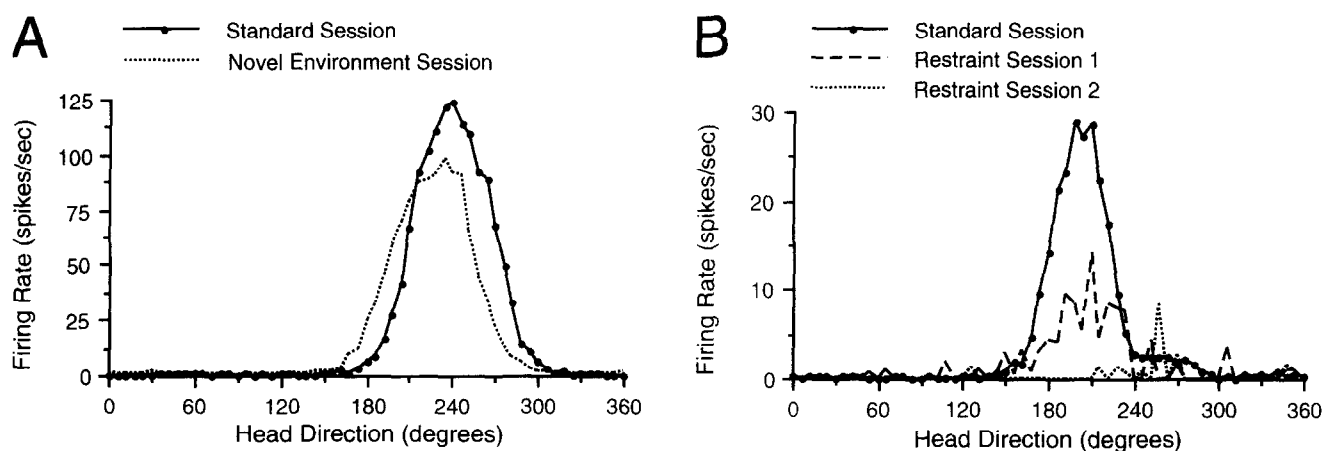 A
Standard Session
Novel Environment Session
Firing Rate (spikes/sec)
125
100
75
50
25
0
0 60 120 180 240 300 360
Head Direction (degrees)
B
Standard Session
Restraint Session 1
Restraint Session 2
Firing Rate (spikes/sec)
30
20
10
0
0 60 120 180 240 300 360
Head Direction (degrees)